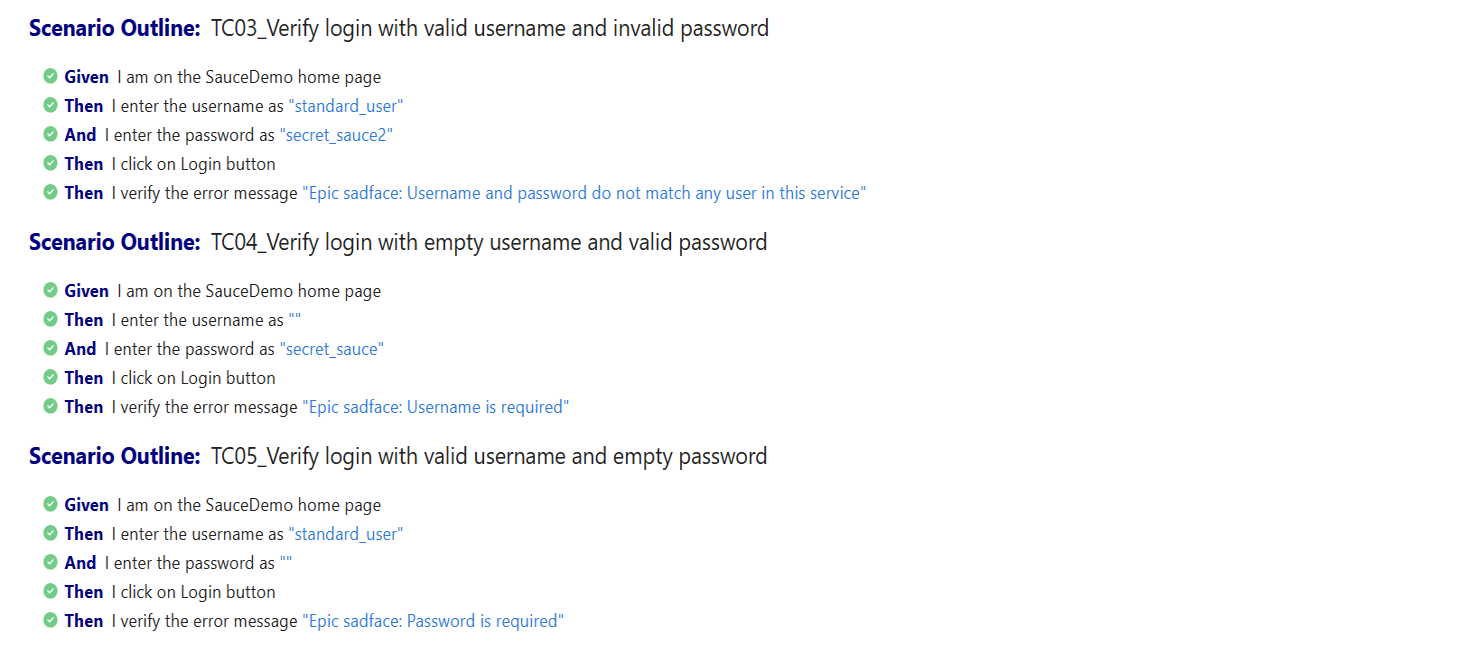 Scenario Outline: TC03_Verify login with valid username and invalid password
Given I am on the SauceDemo home page
Then I enter the username as "standard_user"
And I enter the password as "secret_sauce2"
Then I click on Login button
Then I verify the error message "Epic sadface: Username and password do not match any user in this service"
Scenario Outline: TC04_Verify login with empty username and valid password
Given I am on the SauceDemo home page
Then I enter the username as ""
And I enter the password as "secret_sauce"
Then I click on Login button
Then I verify the error message "Epic sadface: Username is required"
Scenario Outline: TC05_Verify login with valid username and empty password
Given I am on the SauceDemo home page
Then I enter the username as "standard_user"
And I enter the password as ""
Then I click on Login button
Then I verify the error message "Epic sadface: Password is required"